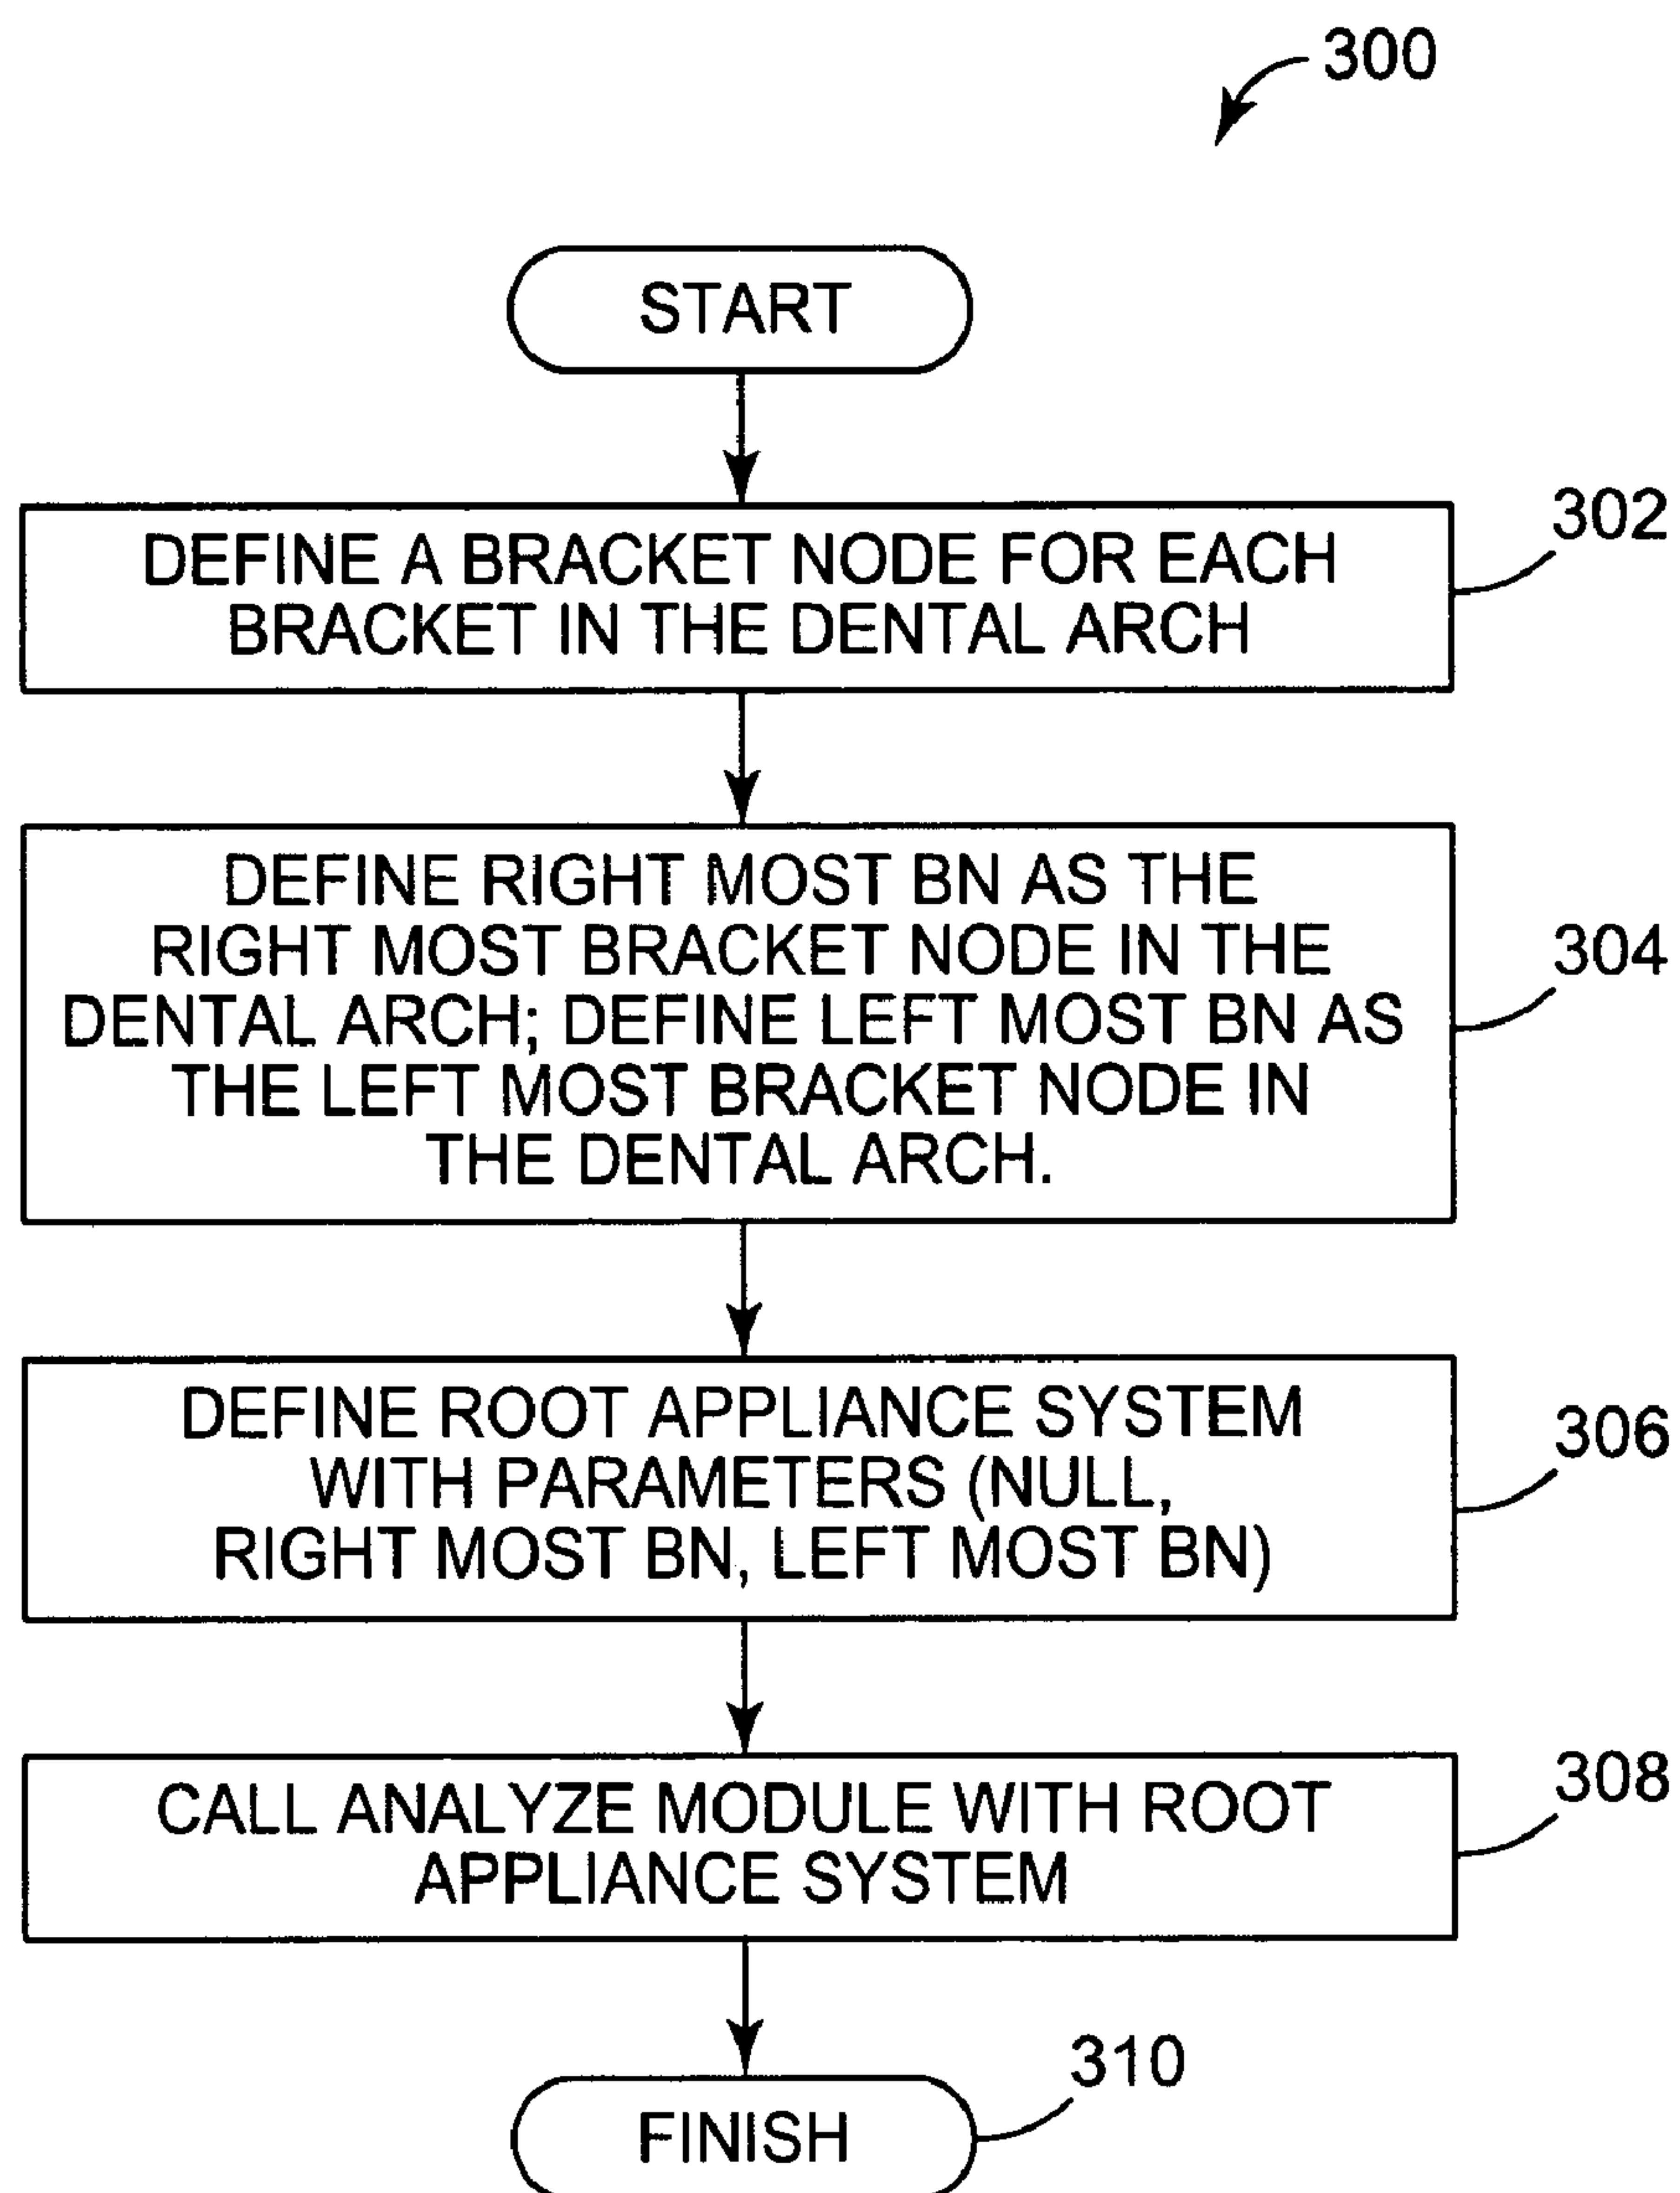 300
START
302
DEFINE A BRACKET NODE FOR EACH
BRACKET IN THE DENTAL ARCH
304
DEFINE RIGHT MOST BN AS THE
RIGHT MOST BRACKET NODE IN THE
DENTAL ARCH; DEFINE LEFT MOST BN AS
THE LEFT MOST BRACKET NODE IN
THE DENTAL ARCH.
306
DEFINE ROOT APPLIANCE SYSTEM
WITH PARAMETERS (NULL,
RIGHT MOST BN, LEFT MOST BN)
308
CALL ANALYZE MODULE WITH ROOT
APPLIANCE SYSTEM
310
FINISH